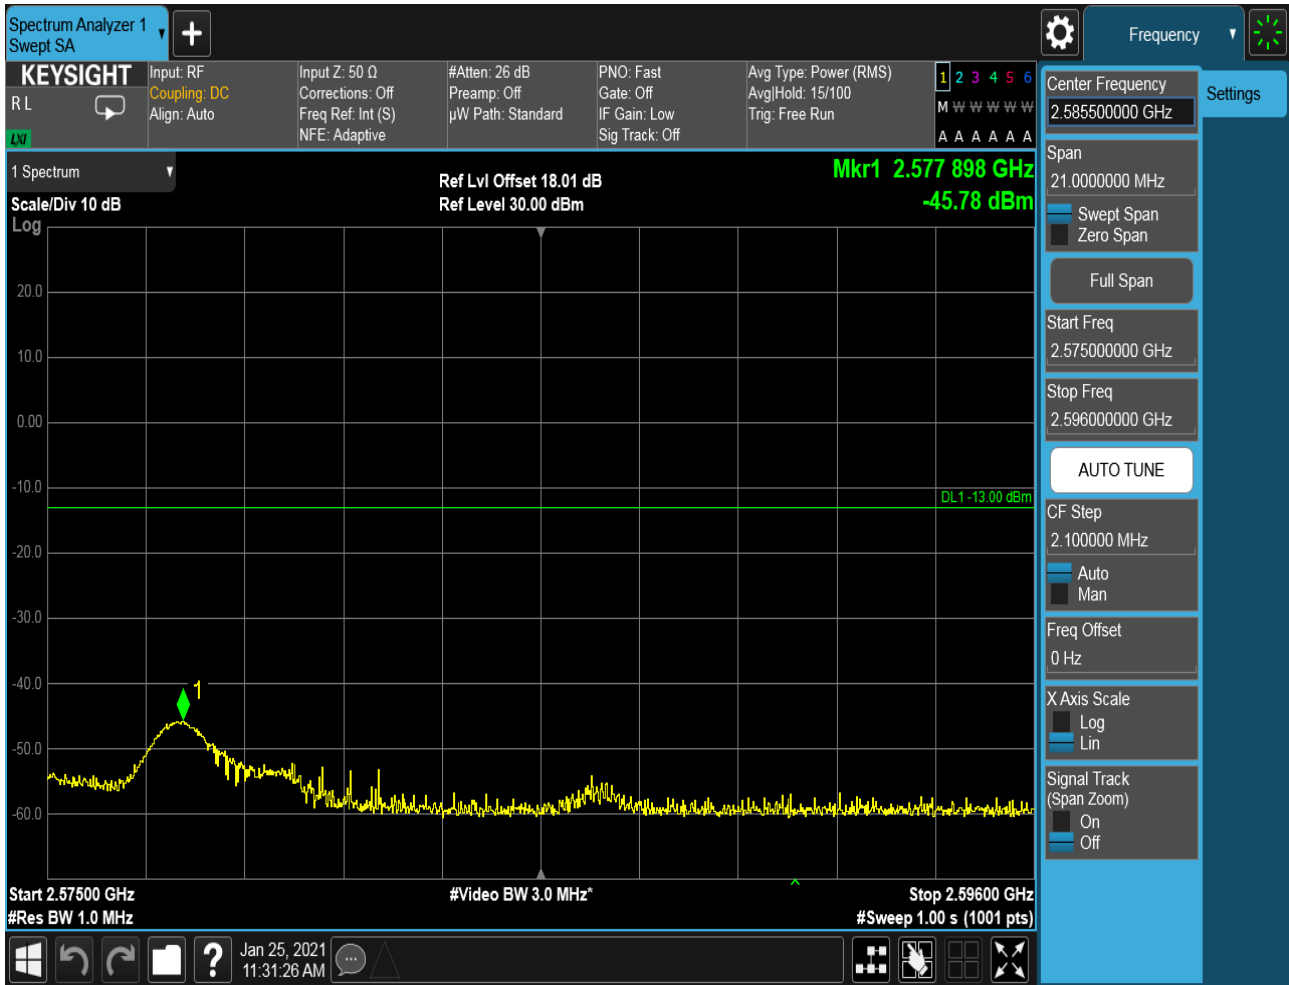 Spectrum Analyzer 1
Swept SA
Frequency
KEYSIGHT
R L
LXI
Input: RF
Coupling: DC
Align: Auto
Input Z: 50 Ω
Corrections: Off
Freq Ref: Int (S)
NFE: Adaptive
#Atten: 26 dB
Preamp: Off
µW Path: Standard
PNO: Fast
Gate: Off
IF Gain: Low
Sig Track: Off
Avg Type: Power (RMS)
Avg|Hold: 15/100
Trig: Free Run
1 2 3 4 5 6
M W W W W W
A A A A A A
1 Spectrum
Scale/Div 10 dB
Log
Ref Lvl Offset 18.01 dB
Ref Level 30.00 dBm
Mkr1 2.577 898 GHz
-45.78 dBm
20.0
10.0
0.00
-10.0
DL1 -13.00 dBm
-20.0
-30.0
-40.0
1
-50.0
-60.0
Start 2.57500 GHz
#Res BW 1.0 MHz
#Video BW 3.0 MHz*
Stop 2.59600 GHz
#Sweep 1.00 s (1001 pts)
Jan 25, 2021
11:31:26 AM
?
Center Frequency
2.585500000 GHz
Settings
Span
21.0000000 MHz
Swept Span
Zero Span
Full Span
Start Freq
2.575000000 GHz
Stop Freq
2.596000000 GHz
AUTO TUNE
CF Step
2.100000 MHz
Auto
Man
Freq Offset
0 Hz
X Axis Scale
Log
Lin
Signal Track
(Span Zoom)
On
Off